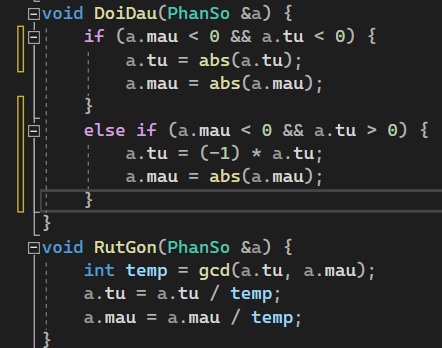 void DoiDau(PhanSo &a) {
if (a.mau < 0 && a.tu < 0) {
a.tu = abs(a.tu);
a.mau = abs(a.mau);
}
else if (a.mau < 0 && a.tu > 0) {
a.tu = (-1) * a.tu;
a.mau = abs(a.mau);
}
}
void RutGon(PhanSo &a) {
int temp = gcd(a.tu, a.mau);
a.tu = a.tu / temp;
a.mau = a.mau / temp;
}